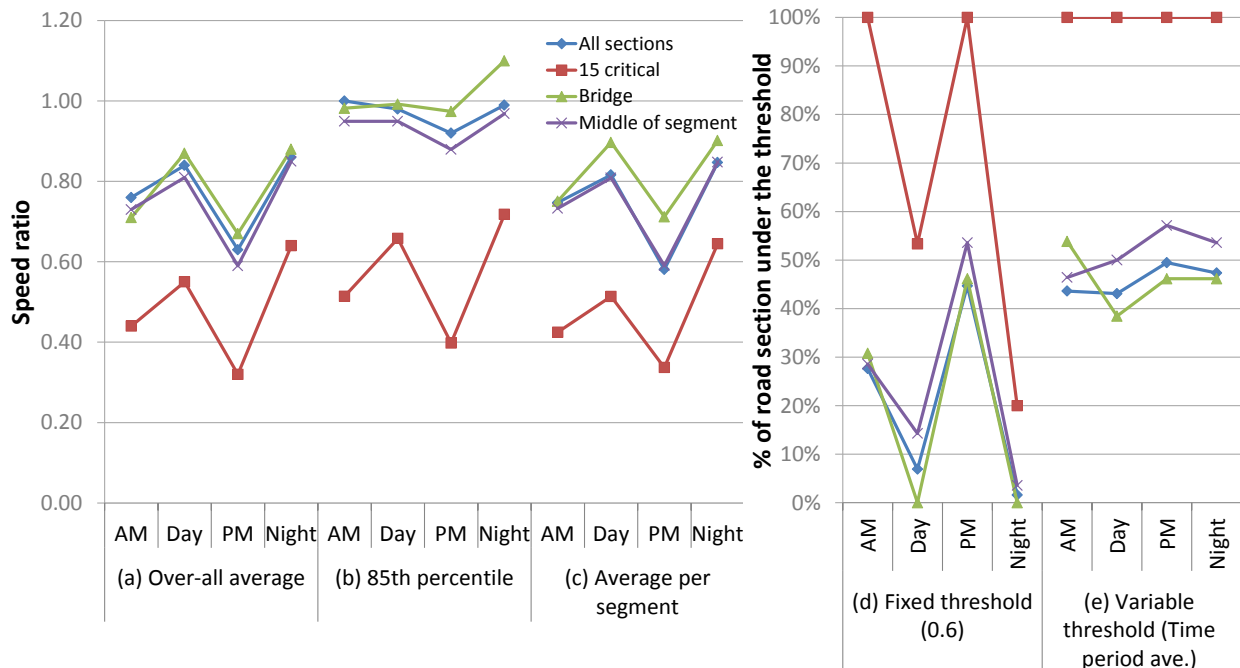 Speed ratio
1.20
1.00
0.80
0.60
0.40
0.20
0.00
All sections
15 critical
Bridge
Middle of segment
AM Day PM Night AM Day PM Night AM Day PM Night
(a) Over-all average (b) 85th percentile (c) Average per
segment
% of road section under the threshold
100%
90%
80%
70%
60%
50%
40%
30%
20%
10%
0%
AM Day PM Night AM Day PM Night
(d) Fixed threshold
(0.6)
(e) Variable
threshold (Time
period ave.)